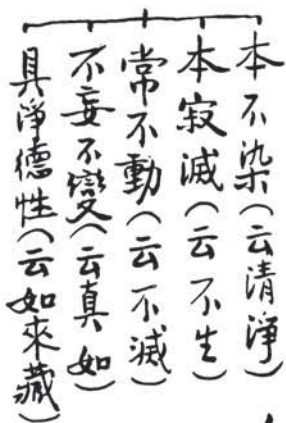 本不染（云清淨）
本寂滅（云不生）
常不動（云不滅）
不妄不變（云真如）
具淨德性（云如來藏）